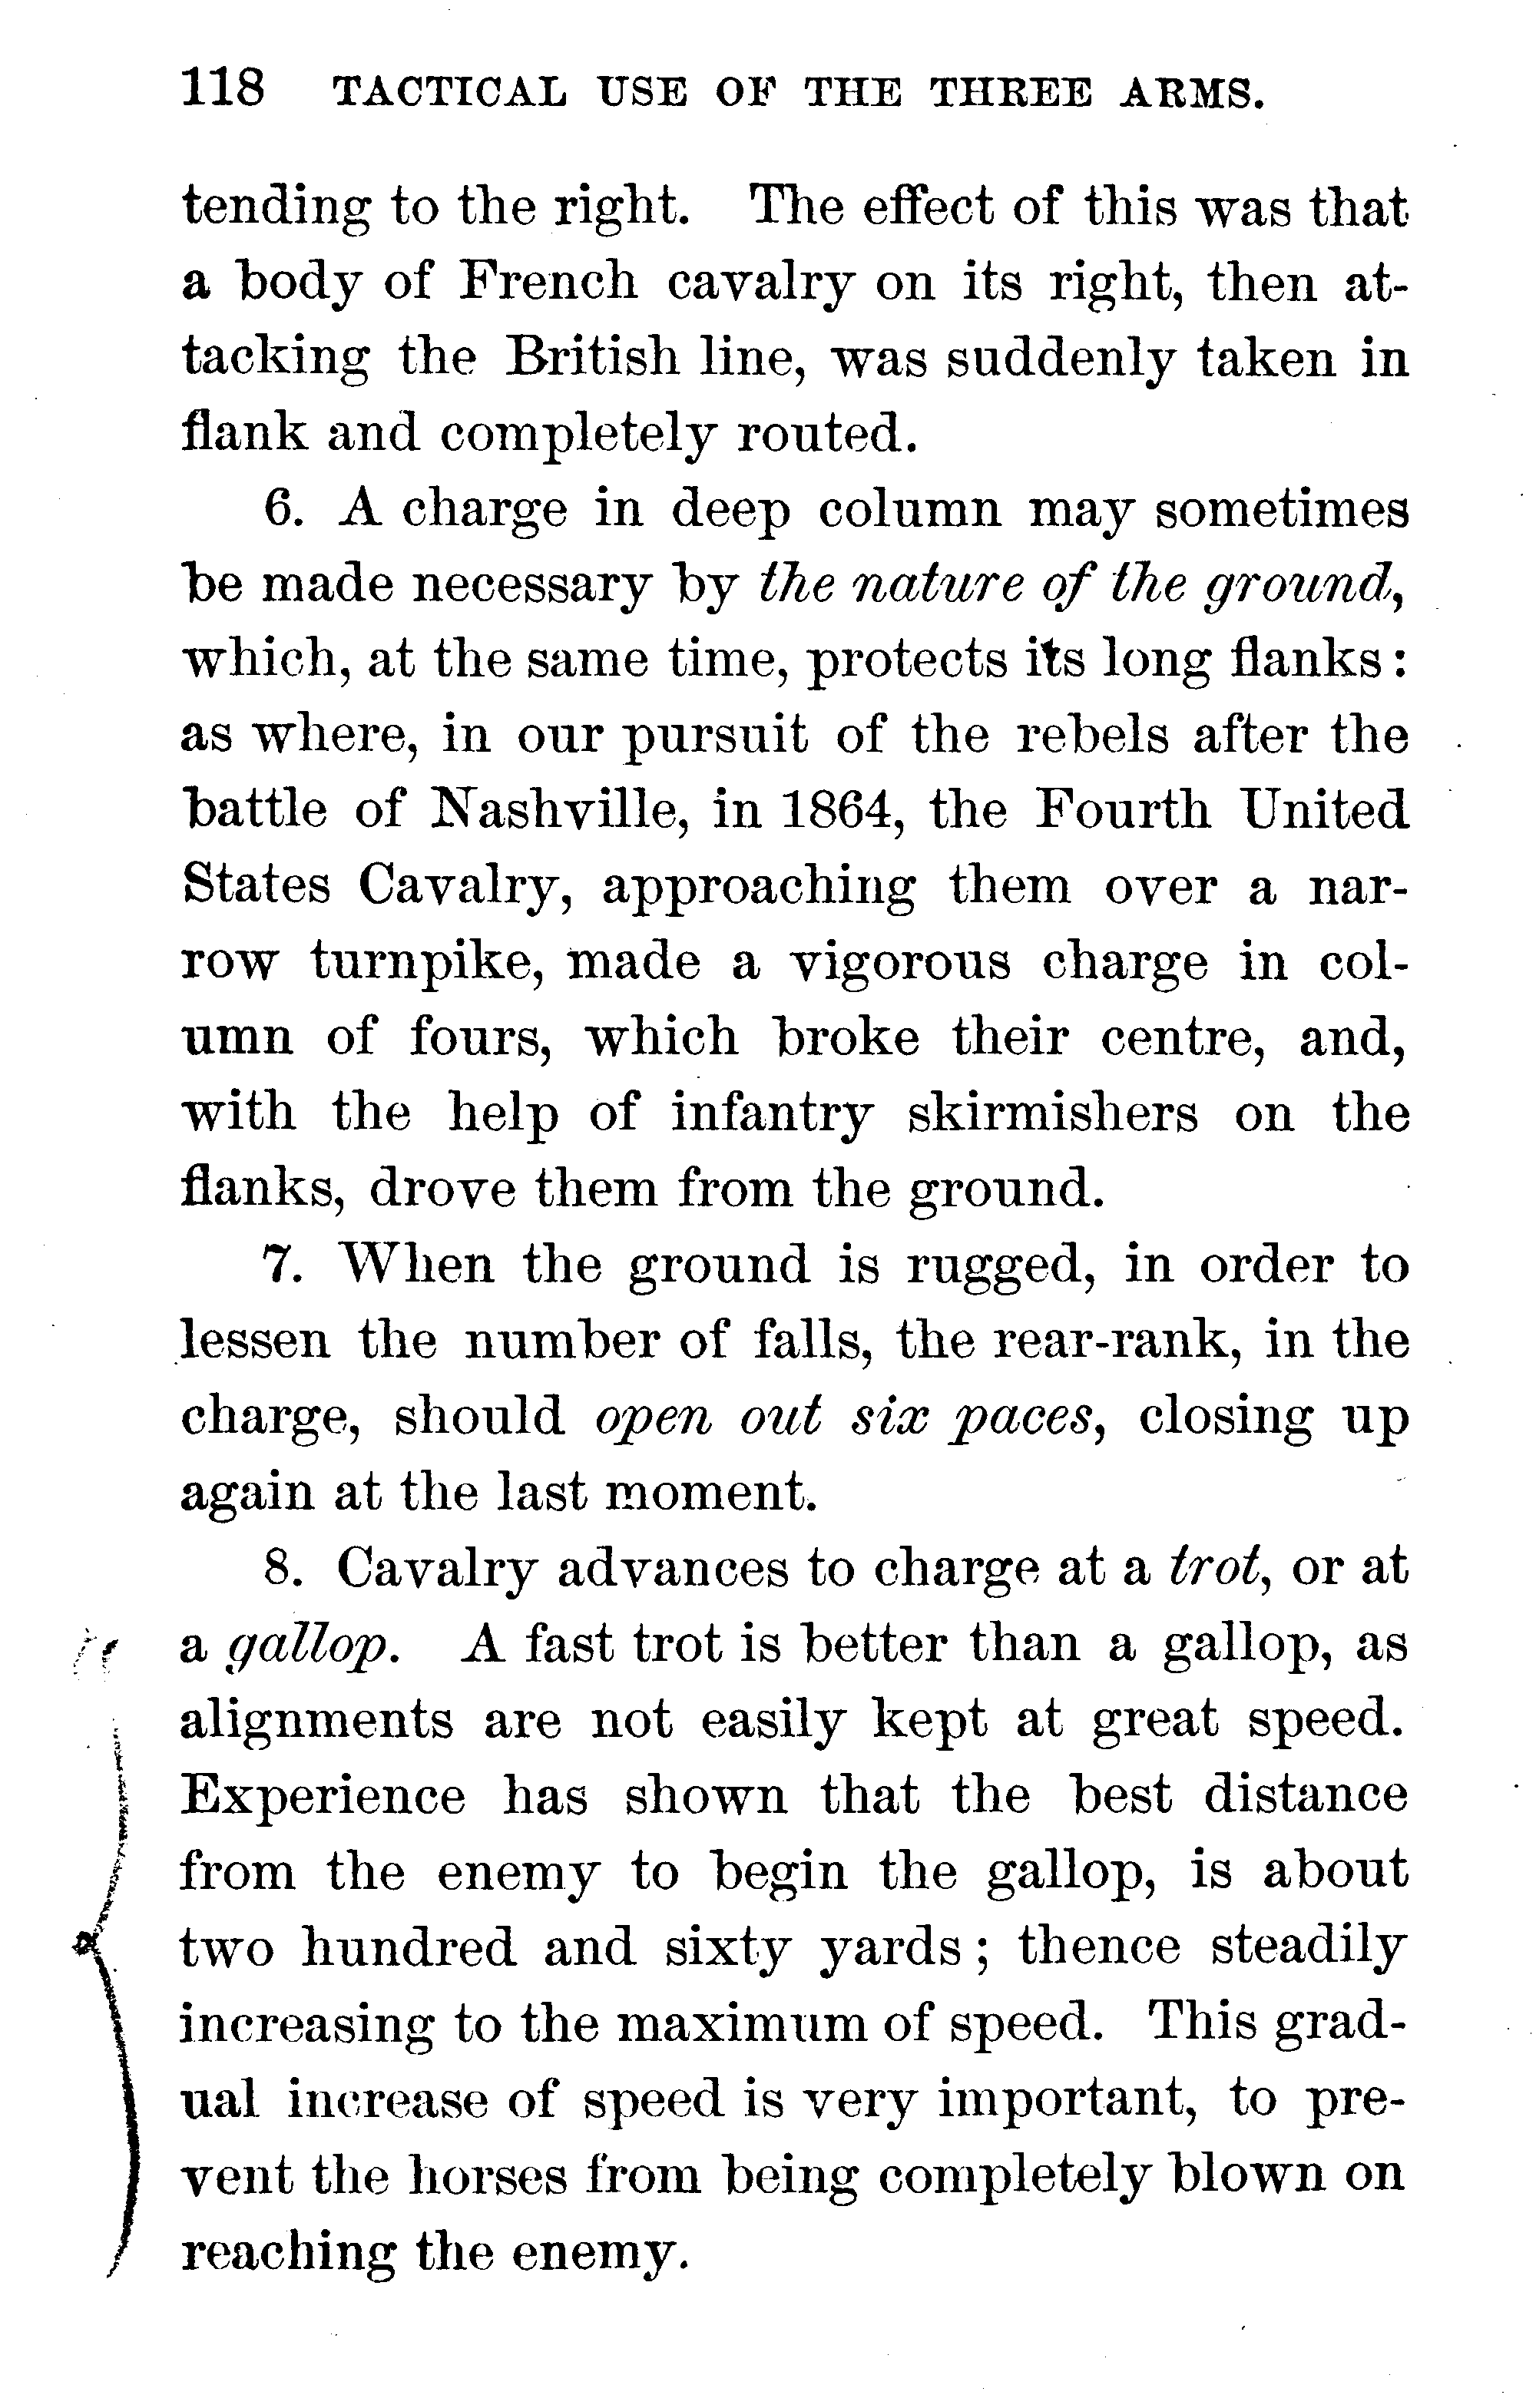 118 TACTICAL USE OF THE THREE ARMS.
tending to the right. The effect of this was that
a body of French cavalry on its right, then at-
tacking the British line, was suddenly taken in
flank and completely routed.
6. A charge in deep column may sometimes
be made necessary by the nature of the ground,
which, at the same time, protects its long flanks:
as where, in our pursuit of the rebels after the
battle of Nashville, in 1864, the Fourth United
States Cavalry, approaching them over a nar-
row turnpike, made a vigorous charge in col-
umn of fours, which broke their centre, and,
with the help of infantry skirmishers on the
flanks, drove them from the ground.
7. When the ground is rugged, in order to
lessen the number of falls, the rear-rank, in the
charge, should open out six paces, closing up
again at the last moment.
8. Cavalry advances to charge at a trot, or at
a gallop. A fast trot is better than a gallop, as
alignments are not easily kept at great speed.
Experience has shown that the best distance
from the enemy to begin the gallop, is about
two hundred and sixty yards; thence steadily
increasing to the maximum of speed. This grad-
ual increase of speed is very important, to pre-
vent the horses from being completely blown on
reaching the enemy.